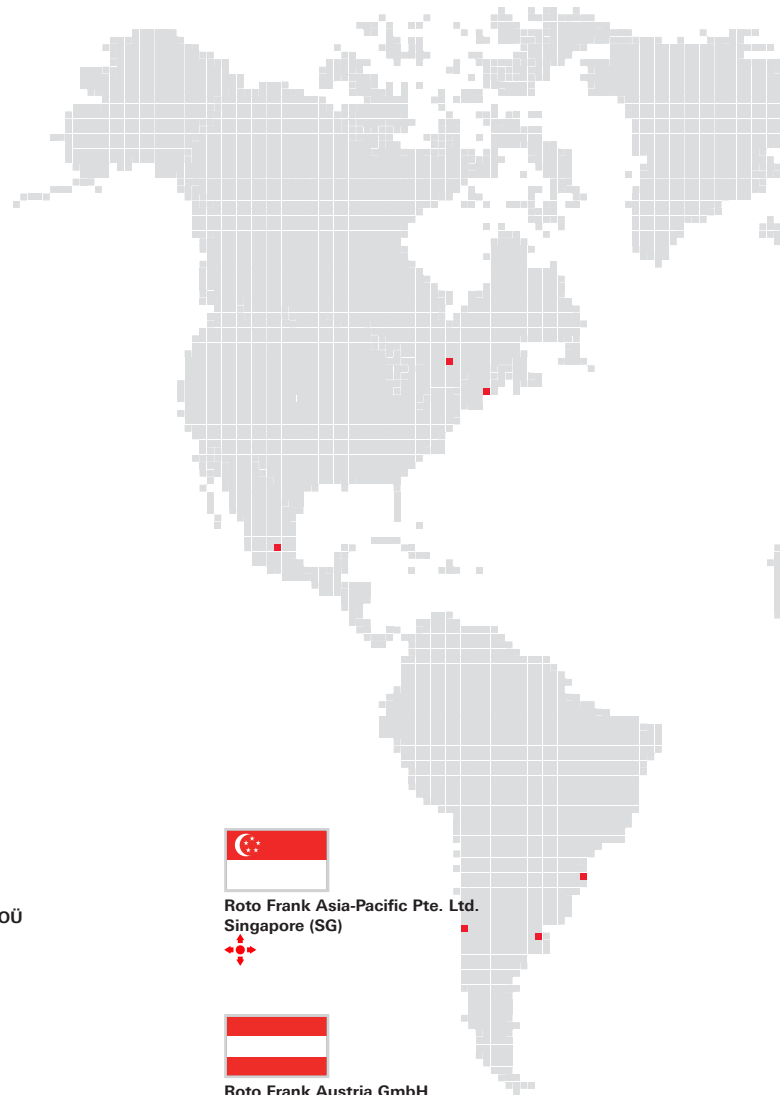 OÜ
Roto Frank Asia-Pacific Pte. Ltd.
Singapore (SG)
Roto Frank Austria GmbH